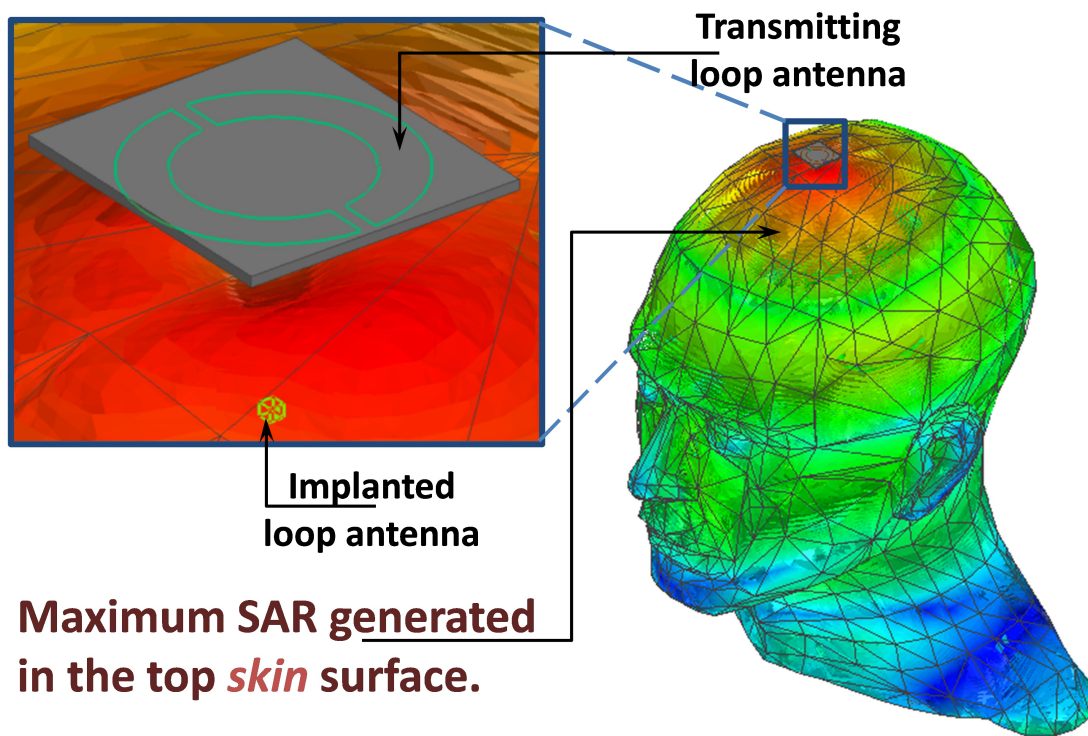 Transmitting
loop antenna
Implanted
loop antenna
Maximum SAR generated
in the top skin surface.